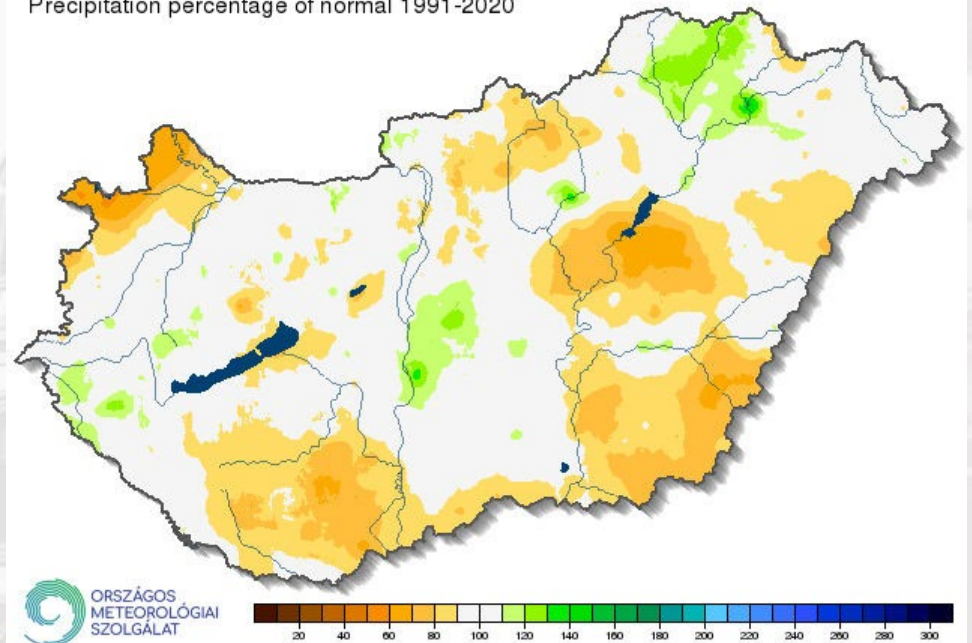 Precipitation percentage of normal 1991-2020
ORSZÁGOS
METEOROLÓGIAI
SZOLGÁLAT
20 40 60 80 100 120 140 160 180 200 220 240 260 280 300